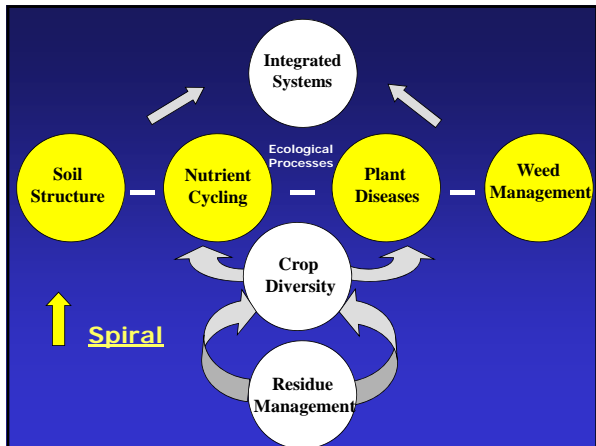 Integrated
Systems
Ecological
Processes
Soil
Structure
Nutrient
Cycling
Plant
Diseases
Weed
Management
Crop
Diversity
Spiral
Residue
Management